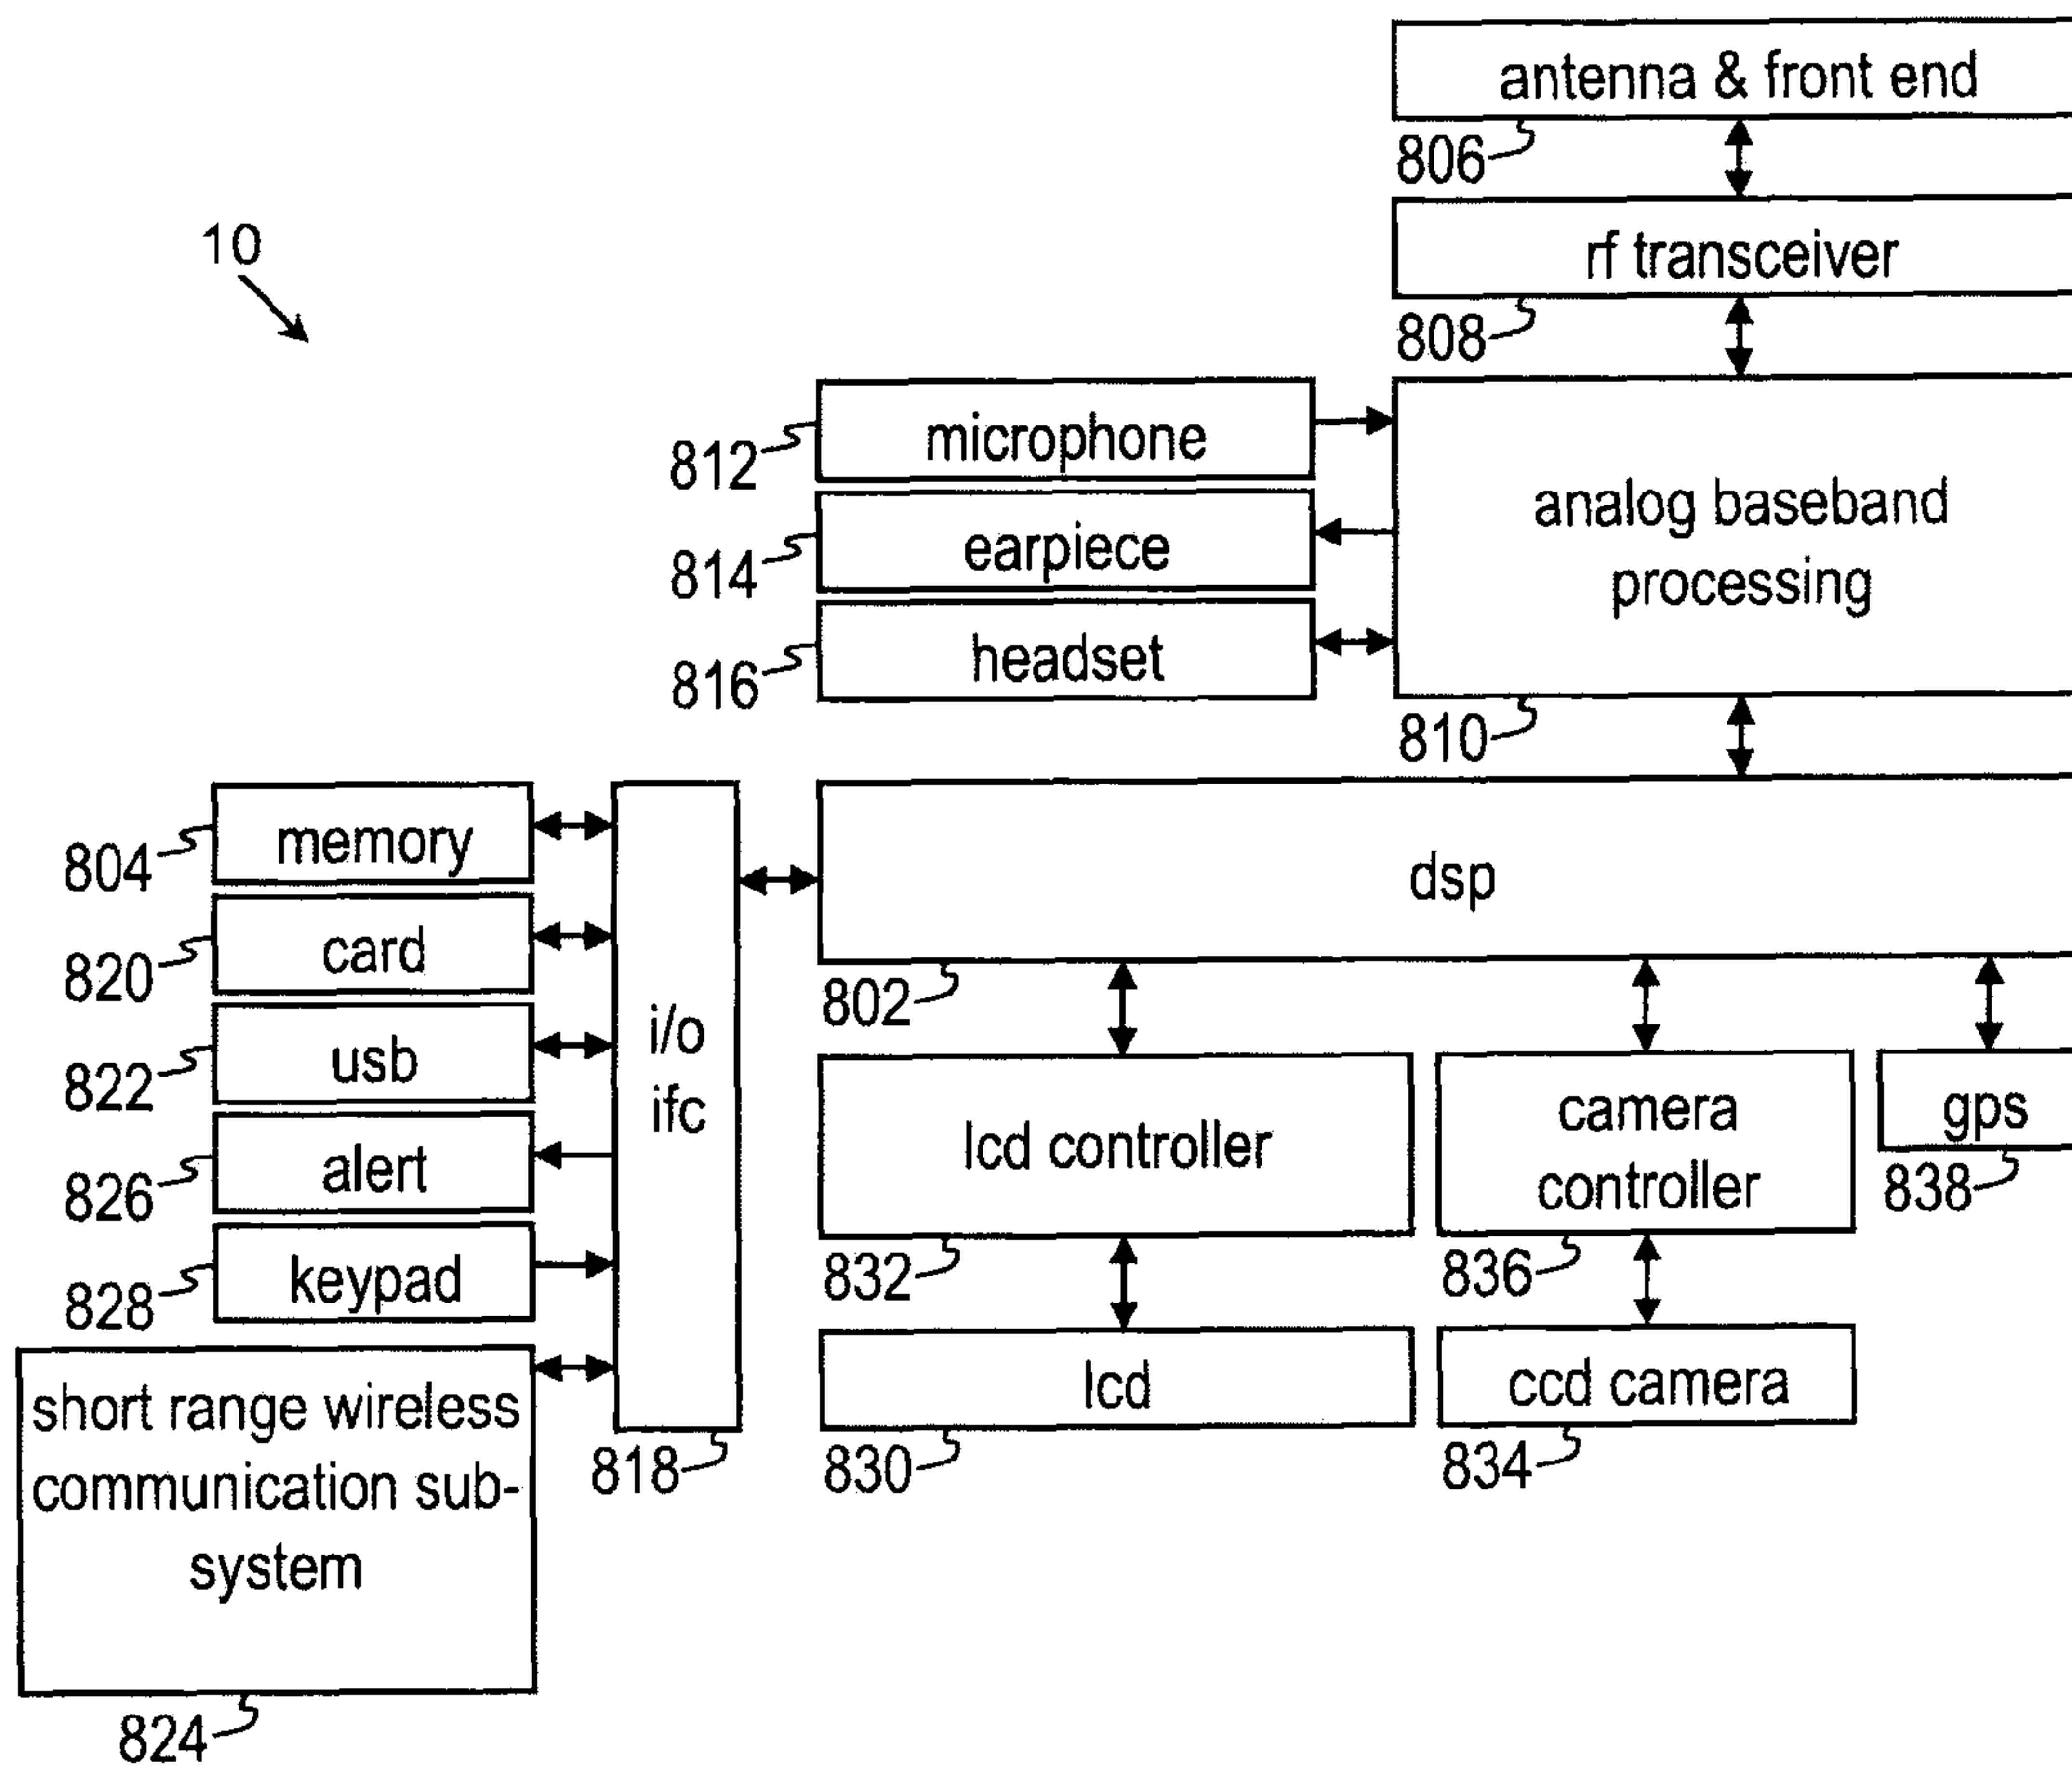 antenna & front end
806
10
rf transceiver
808
microphone
812
analog baseband
processing
earpiece
814
headset
816
810
memory
804
dsp
card
820
802
i/o
ifc
usb
822
lcd controller
camera
controller
gps
838
alert
826
keypad
828
832
836
short range wireless
communication sub-
system
lcd
ccd camera
818
830
834
824